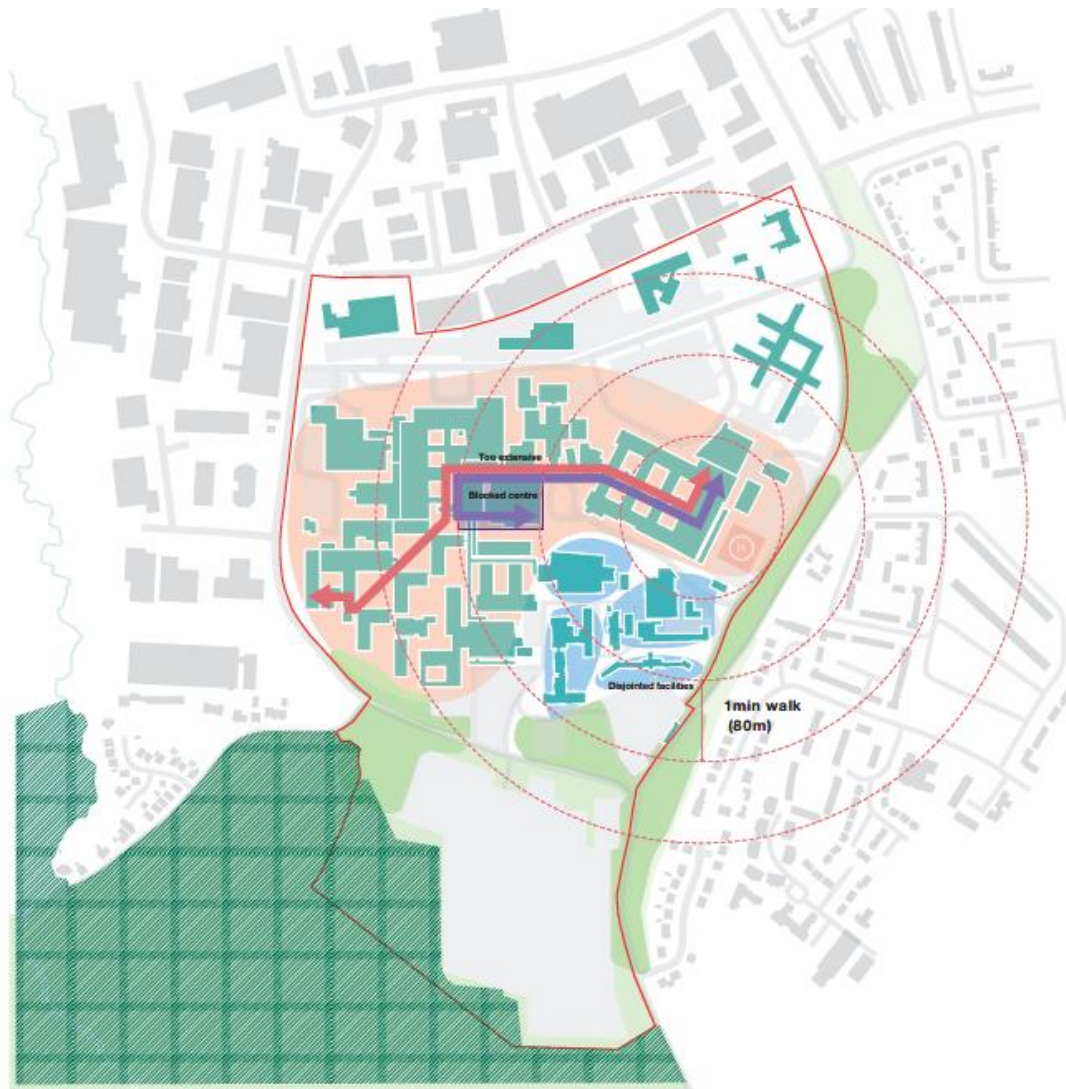 Too extensive
Blocked centre
H
Disjointed facilities
1min walk
(80m)